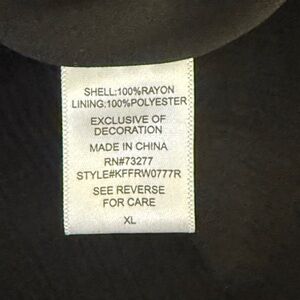 SHELL:100%RAYON
LINING:100%POLYESTER
EXCLUSIVE OF
DECORATION
MADE IN CHINA
RN#73277
STYLE#KFFRW0777R
SEE REVERSE
FOR CARE
XL